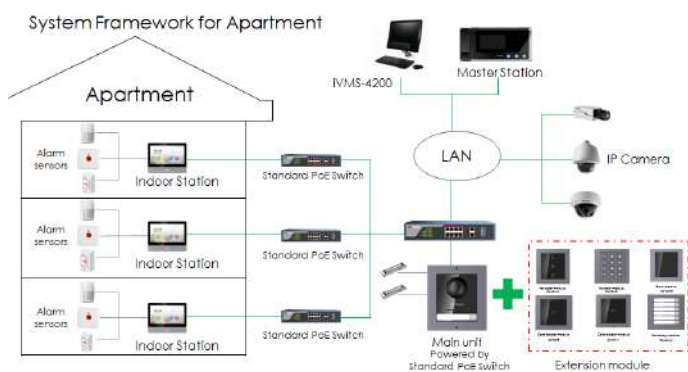 System Framework for Apartment
Apartment
Alarm
sensors
Indoor Station
Standard PoE Switch
Alarm
sensors
Indoor Station
Standard PoE Switch
Alarm
sensors
Indoor Station
Standard PoE Switch
iVMS-4200
Master Station
LAN
IP Camera
Main unit
Powered by
Standard PoE Switch
Extension module